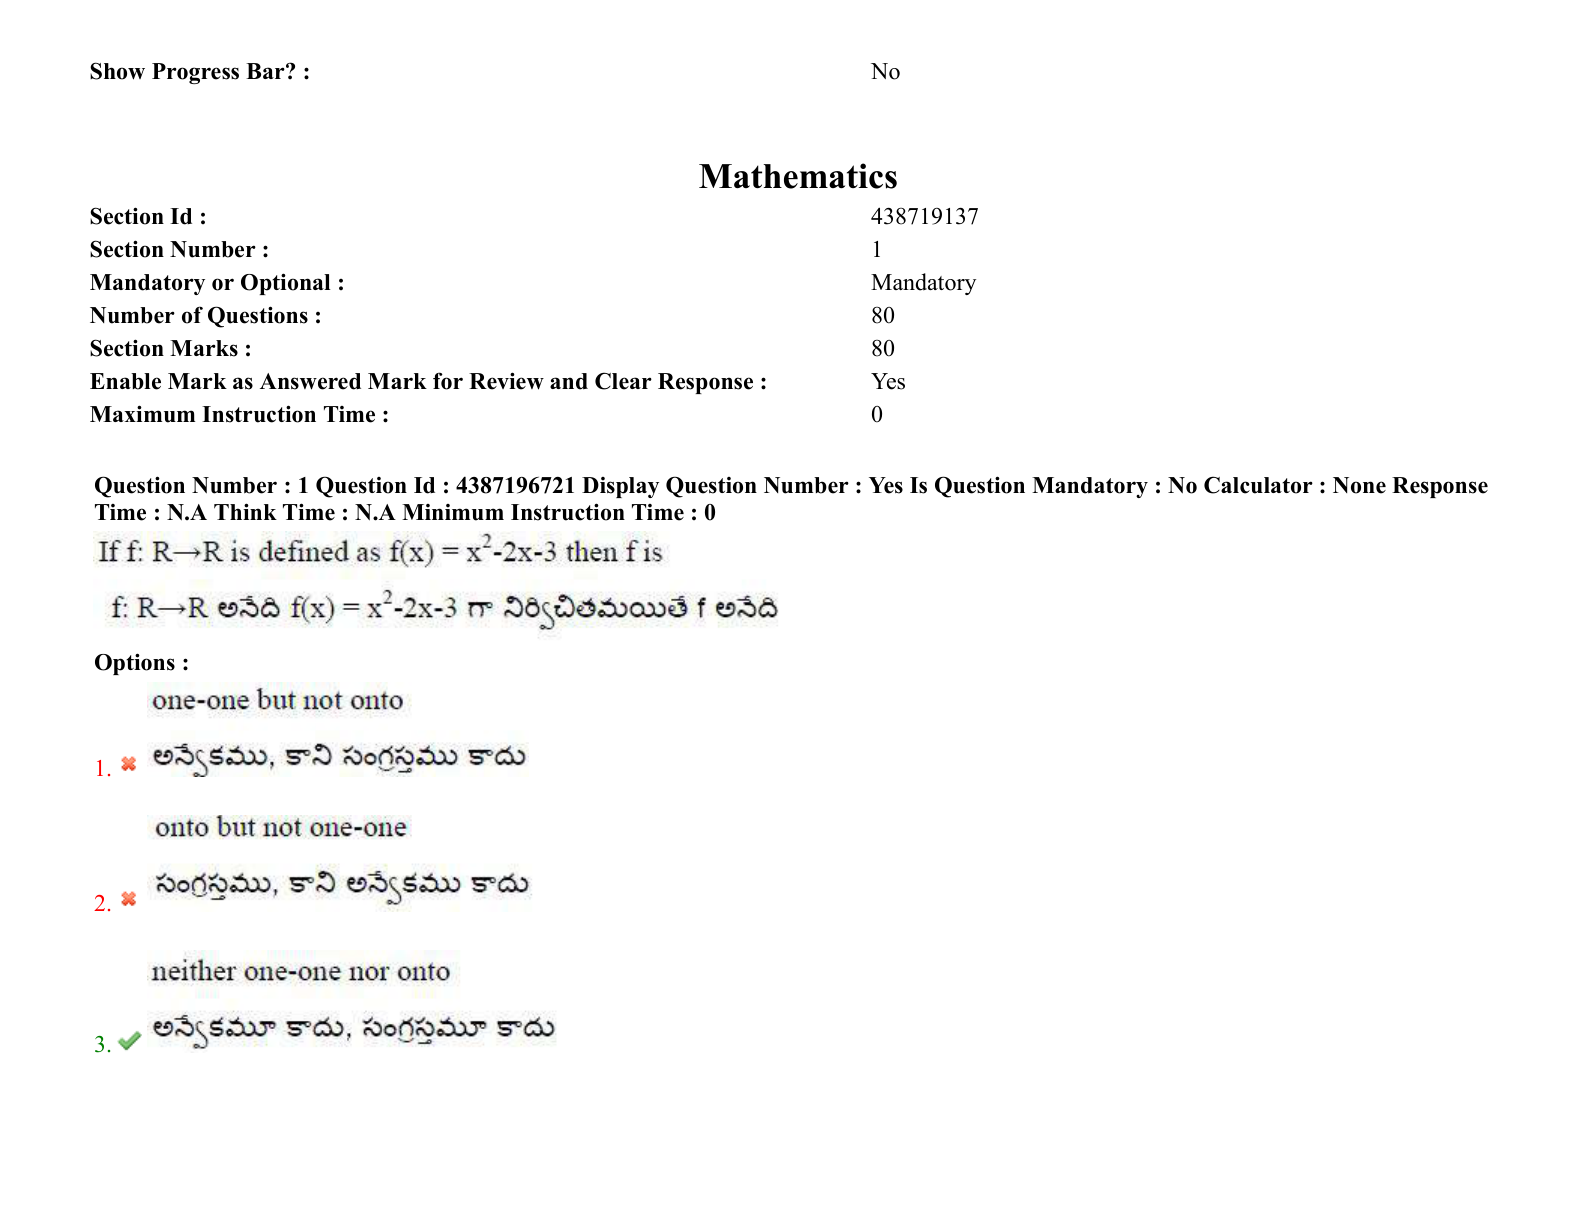 Show Progress Bar? : No
Mathematics
Section Id : 438719137
Section Number : 1
Mandatory or Optional : Mandatory
Number of Questions : 80
Section Marks : 80
Enable Mark as Answered Mark for Review and Clear Response : Yes
Maximum Instruction Time : 0
Question Number : 1 Question Id : 4387196721 Display Question Number : Yes Is Question Mandatory : No Calculator : None Response
Time : N.A Think Time : N.A Minimum Instruction Time : 0
If f: R→R is defined as f(x) = x²-2x-3 then f is
f: R→R అనేది f(x) = x²-2x-3 గా నిర్వచితమయితే f అనేది
Options :
one-one but not onto
1. అన్వేకము, కాని సంగ్రస్తము కాదు
onto but not one-one
2. సంగ్రస్తము, కాని అన్వేకము కాదు
neither one-one nor onto
3. అన్వేకమూ కాదు, సంగ్రస్తమూ కాదు